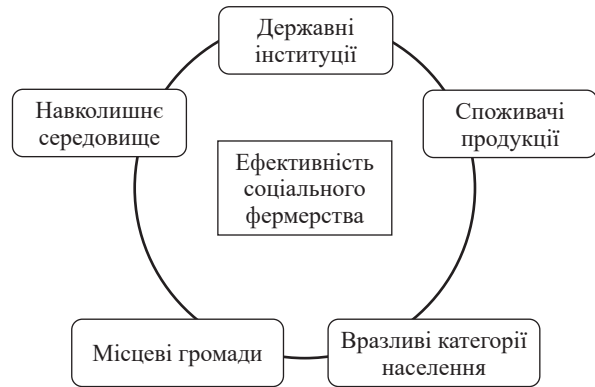 Державні
інституції
Навколишнє
середовище
Споживачі
продукції
Ефективність
соціального
фермерства
Місцеві громади
Вразливі категорії
населення